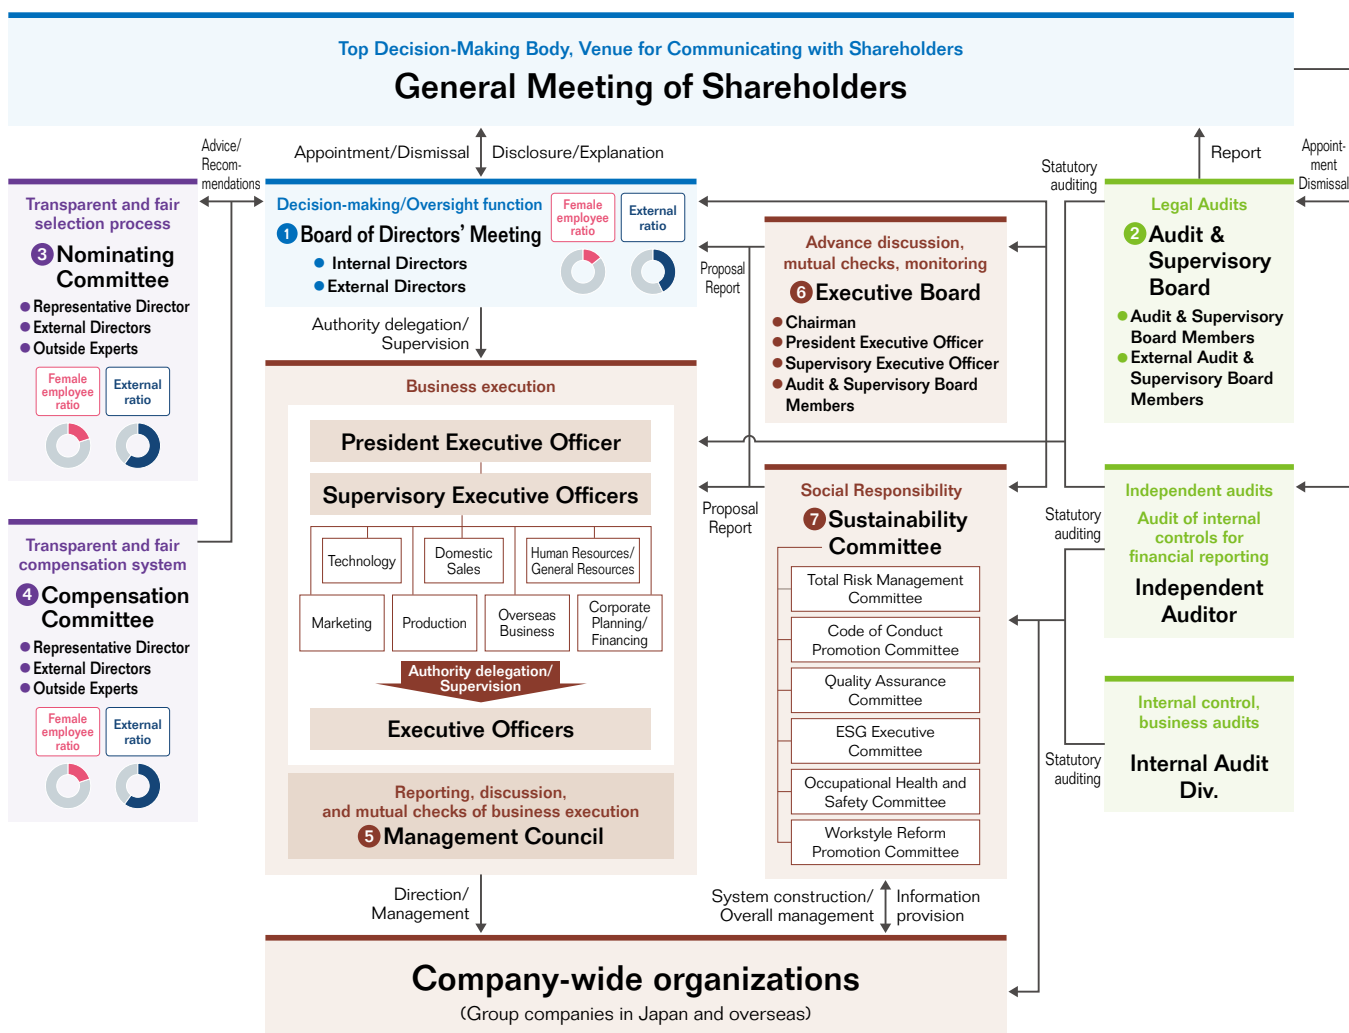 Top Decision-Making Body, Venue for Communicating with Shareholders
General Meeting of Shareholders
Advice/
Recom-
mendations
Appointment/Dismissal
Disclosure/Explanation
Statutory
auditing
Report
Appoint-
ment
Dismissal
Transparent and fair
selection process
3 Nominating
Committee
Representative Director
External Directors
Outside Experts
Female
employee
ratio
External
ratio
Decision-making/Oversight function
1 Board of Directors' Meeting
Internal Directors
External Directors
Female
employee
ratio
External
ratio
Proposal
Report
Advance discussion,
mutual checks, monitoring
6 Executive Board
Chairman
President Executive Officer
Supervisory Executive Officer
Audit & Supervisory Board
Members
Legal Audits
2 Audit &
Supervisory
Board
Audit & Supervisory
Board Members
External Audit &
Supervisory Board
Members
Authority delegation/
Supervision
Business execution
President Executive Officer
Supervisory Executive Officers
Technology
Domestic
Sales
Human Resources/
General Resources
Marketing
Production
Overseas
Business
Corporate
Planning/
Financing
Authority delegation/
Supervision
Executive Officers
Reporting, discussion,
and mutual checks of business execution
5 Management Council
Transparent and fair
compensation system
4 Compensation
Committee
Representative Director
External Directors
Outside Experts
Female
employee
ratio
External
ratio
Proposal
Report
Social Responsibility
7 Sustainability
Committee
Total Risk Management
Committee
Code of Conduct
Promotion Committee
Quality Assurance
Committee
ESG Executive
Committee
Occupational Health and
Safety Committee
Workstyle Reform
Promotion Committee
Statutory
auditing
Independent audits
Audit of internal
controls for
financial reporting
Independent
Auditor
Statutory
auditing
Internal control,
business audits
Internal Audit
Div.
Direction/
Management
System construction/
Overall management
Information
provision
Company-wide organizations
(Group companies in Japan and overseas)